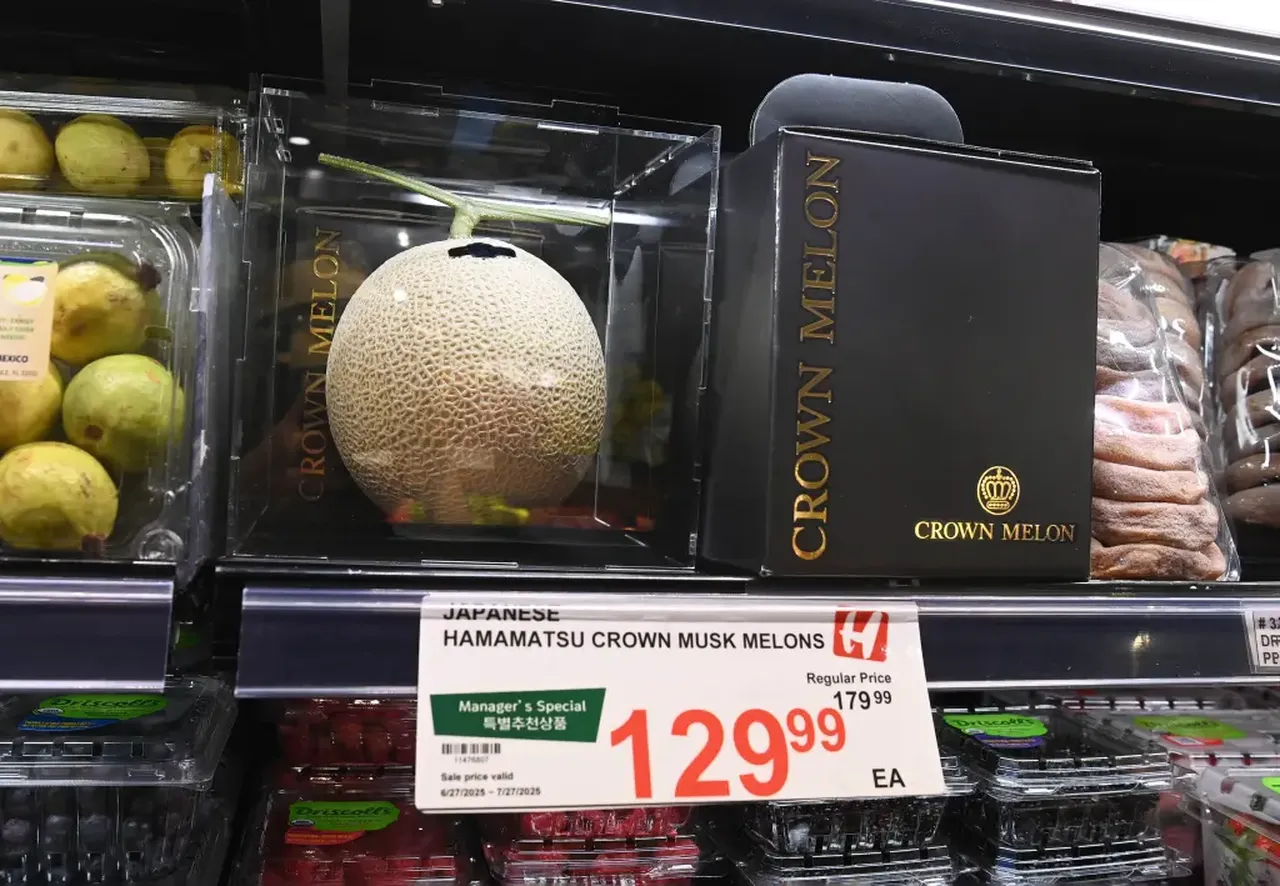 CROWN MELON
CROWN MELON
CROWN MELON
MEXICO
JAPANESE
HAMAMATSU CROWN MUSK MELONS
H
Regular Price
179 99
Manager's Special
특별추천상품
129 99
11476807
Sale price valid
6/27/2025 ~ 7/27/2025
EA
Driscoll's
Driscoll's
Driscoll's
Driscoll's